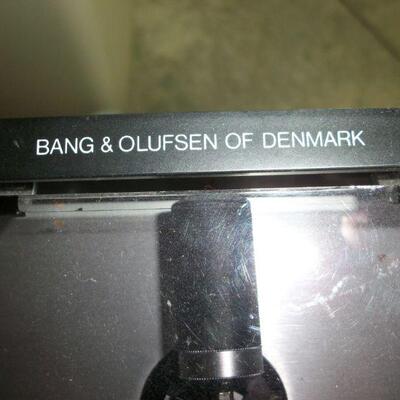 BANG & OLUFSEN OF DENMARK